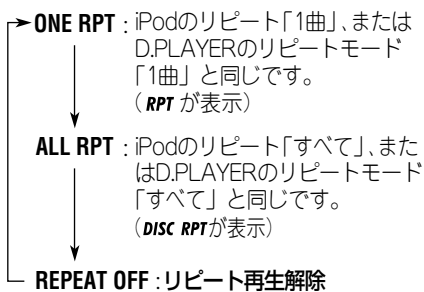 ONE RPT : iPodのリピート「1曲」、または
D.PLAYERのリピートモード
「1曲」と同じです。
（RPT が表示）
ALL RPT : iPodのリピート「すべて」、また
はD.PLAYERのリピートモード
「すべて」と同じです。
（DISC RPTが表示）
REPEAT OFF : リピート再生解除